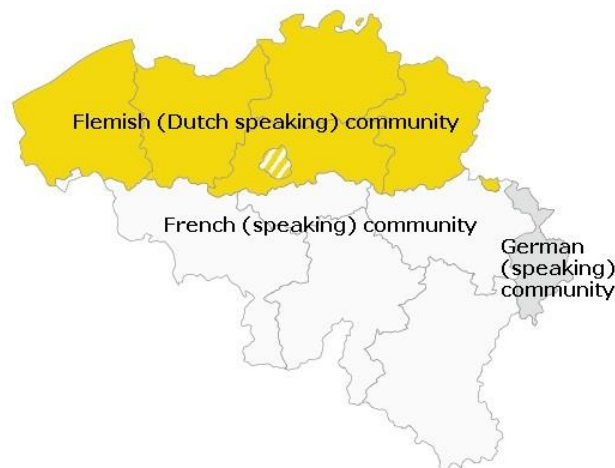 Flemish (Dutch speaking) community
French (speaking) community
German
(speaking)
community